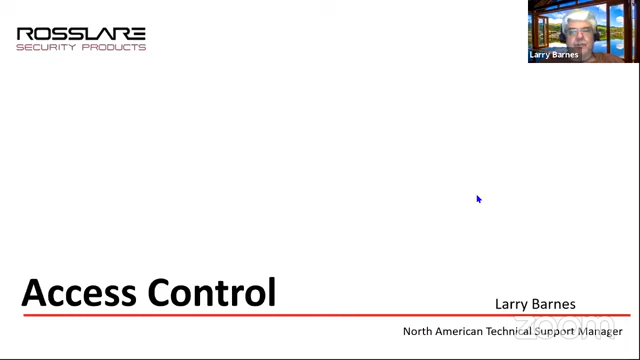 ROSSLARE
SECURITY PRODUCTS
Larry Barnes
Access Control
Larry Barnes
North American Technical Support Manager
zoom